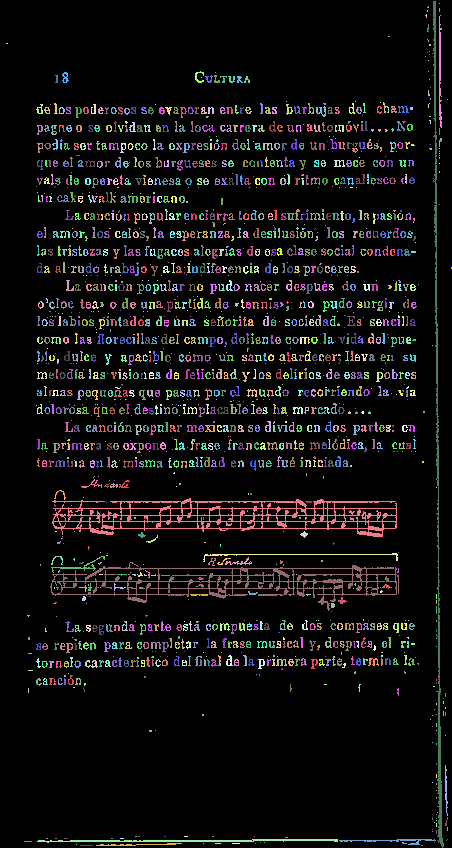 18 CULTURA
de los poderosos se evaporan entre las burbujas del cham-
pagne o se olvidan en la loca carrera de un automóvil....No
podía ser tampoco la expresión del amor de un burgués, por-
que el amor de los burgueses se contenta y se mece con un
vals de opereta vienesa o se exalta con el ritmo canallesco de
un cake walk americano.
La canción popular encierra todo el sufrimiento, la pasión,
el amor, los celos, la esperanza, la desilusión, los recuerdos,
las tristezas y las fugaces alegrías de esa clase social condena-
da al rudo trabajo y a la indiferencia de los próceres.
La canción popular no pudo nacer después de un »five
o'cloc tea» o de una partida de «tennis»; no pudo surgir de
los labios pintados de una señorita de sociedad. Es sencilla
como las florecillas del campo, doliente como la vida del pue-
blo, dulce y apacible como un santo atardecer; lleva en su
melodía las visiones de felicidad y los delirios de esas pobres
almas pequeñas que pasan por el mundo recorriendo la vía
dolorosa que el destino implacable les ha marcado....
La canción popular mexicana se divide en dos partes: en
la primera se expone la frase francamente melódica, la cual
termina en la misma tonalidad en que fué iniciada.
Andante
Ritornelo
La segunda parte está compuesta de dos compases que
se repiten para completar la frase musical y, después, el ri-
tornelo característico del final de la primera parte, termina la
canción.